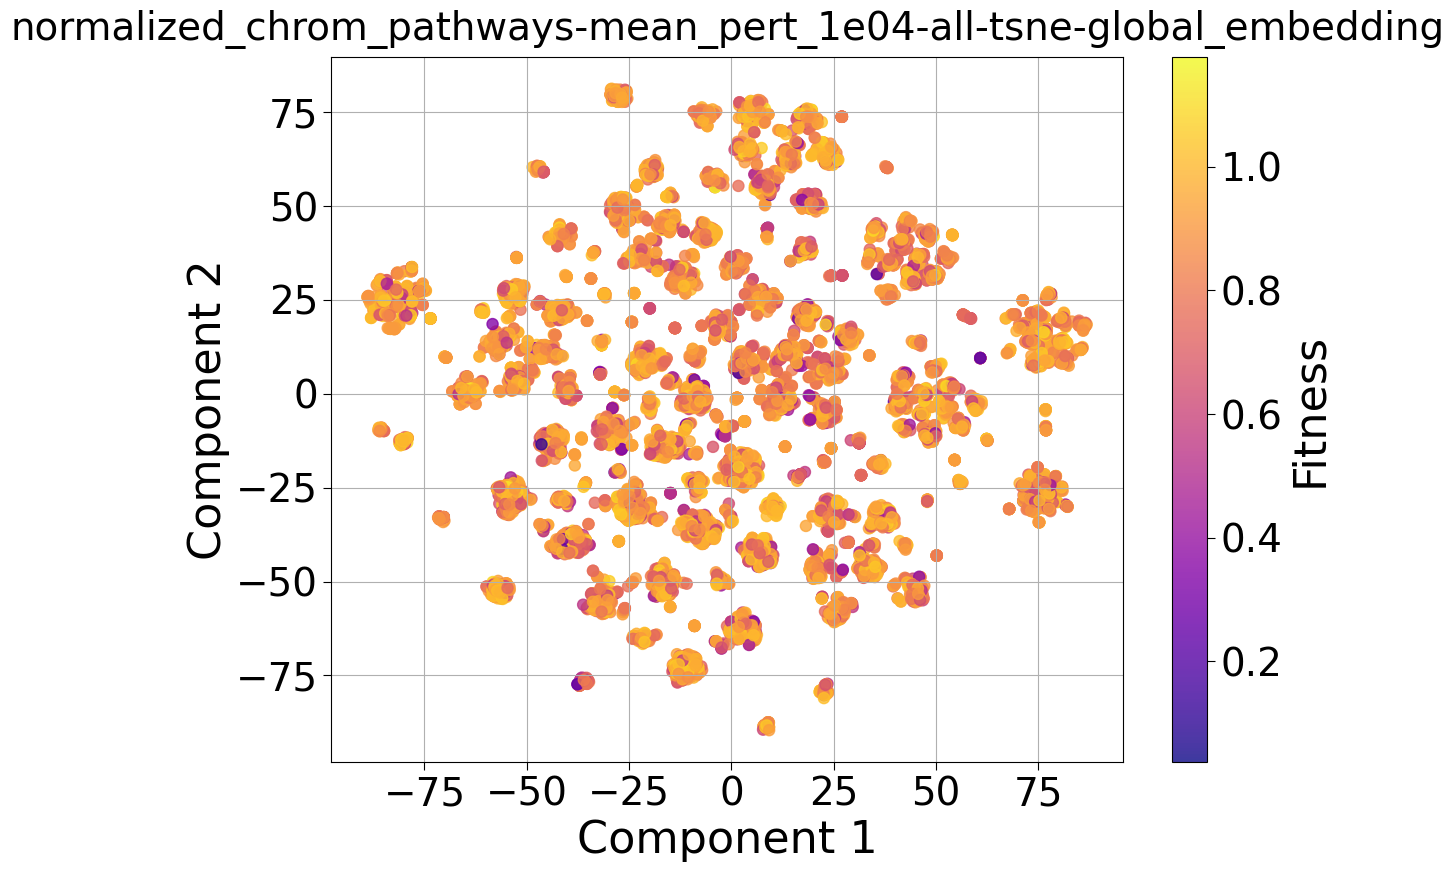 normalized_chrom_pathways-mean_pert_1e04-all-tsne-global_embedding
75
50
25
0
−25
−50
−75
Component 2
−75 −50 −25 0 25 50 75
Component 1
1.0
0.8
0.6
0.4
0.2
Fitness